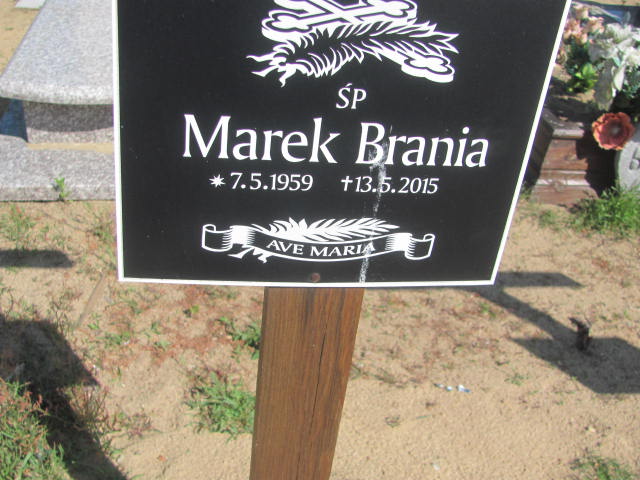 ŚP
Marek Brania
* 7.5.1959 †13.5.2015
AVE MARIA